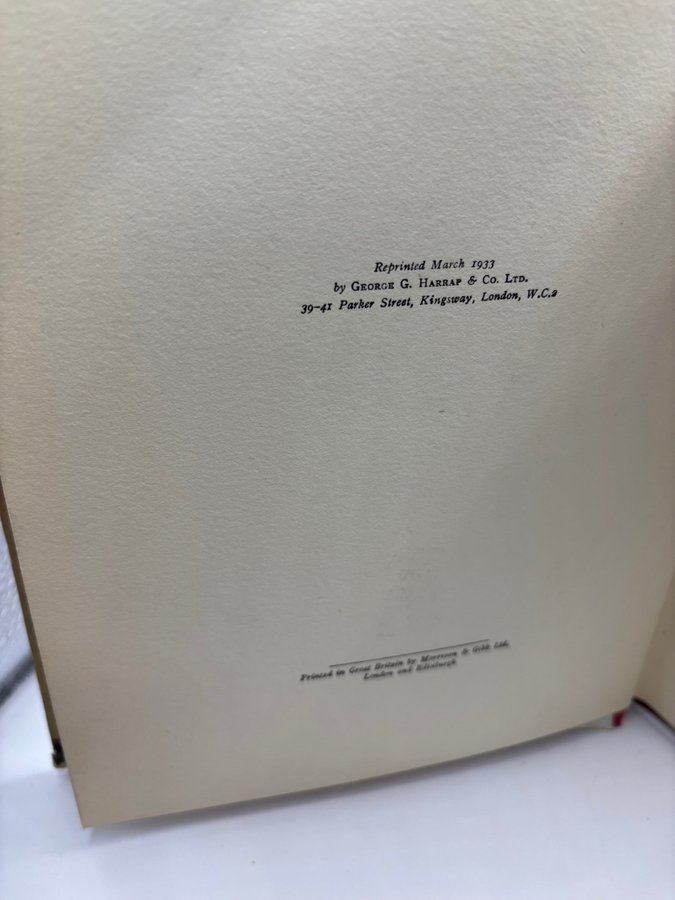 Reprinted March 1933
by GEORGE G. HARRAP & CO. LTD.
39-41 Parker Street, Kingsway, London, W.C.2
Printed in Great Britain by Morrison & Gibb Ltd.
London and Edinburgh